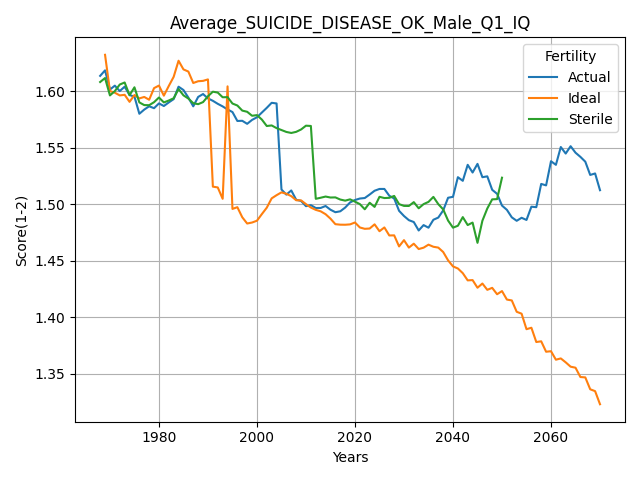 Average_SUICIDE_DISEASE_OK_Male_Q1_IQ
Fertility
Actual
Ideal
Sterile
Score(1-2)
1.60
1.55
1.50
1.45
1.40
1.35
1980
2000
2020
2040
2060
Years